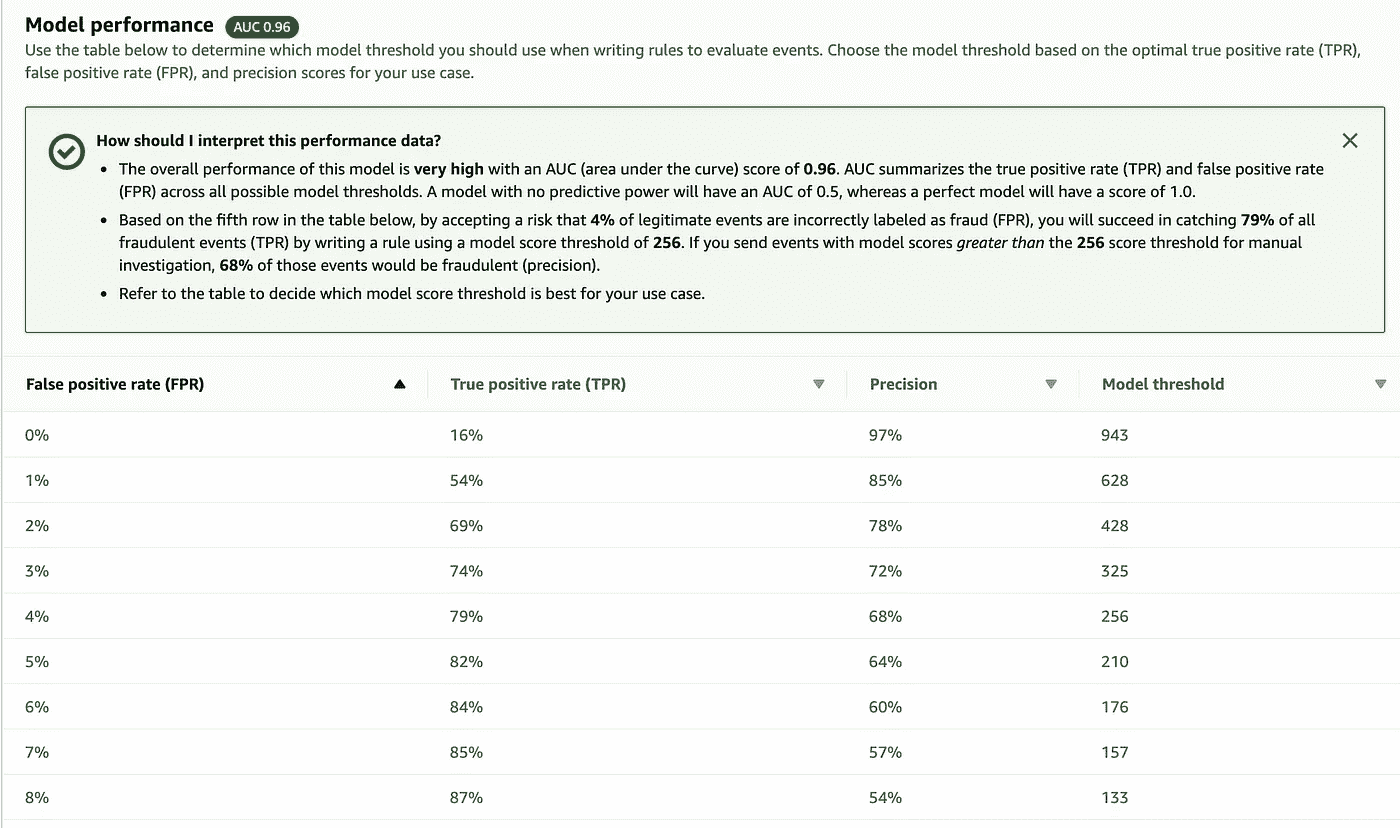 Model performance AUC 0.96
Use the table below to determine which model threshold you should use when writing rules to evaluate events. Choose the model threshold based on the optimal true positive rate (TPR),
false positive rate (FPR), and precision scores for your use case.
How should I interpret this performance data?
• The overall performance of this model is very high with an AUC (area under the curve) score of 0.96. AUC summarizes the true positive rate (TPR) and false positive rate
(FPR) across all possible model thresholds. A model with no predictive power will have an AUC of 0.5, whereas a perfect model will have a score of 1.0.
• Based on the fifth row in the table below, by accepting a risk that 4% of legitimate events are incorrectly labeled as fraud (FPR), you will succeed in catching 79% of all
fraudulent events (TPR) by writing a rule using a model score threshold of 256. If you send events with model scores greater than the 256 score threshold for manual
investigation, 68% of those events would be fraudulent (precision).
• Refer to the table to decide which model score threshold is best for your use case.
False positive rate (FPR) True positive rate (TPR) Precision Model threshold
0% 16% 97% 943
1% 54% 85% 628
2% 69% 78% 428
3% 74% 72% 325
4% 79% 68% 256
5% 82% 64% 210
6% 84% 60% 176
7% 85% 57% 157
8% 87% 54% 133